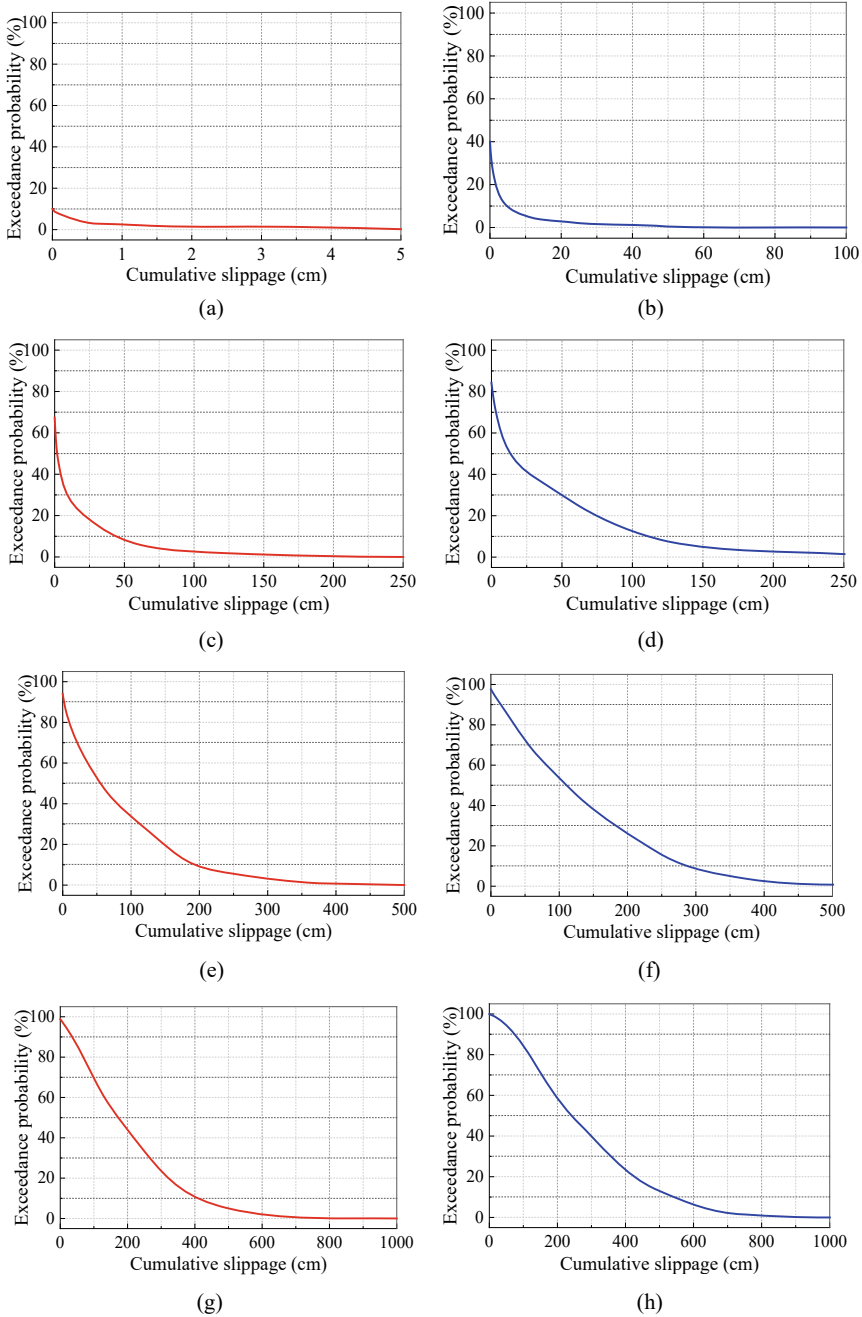 Exceedance probability (%)
100
80
60
40
20
0
0 1 2 3 4 5
Cumulative slippage (cm)
(a)
Exceedance probability (%)
100
80
60
40
20
0
0 20 40 60 80 100
Cumulative slippage (cm)
(b)
Exceedance probability (%)
100
80
60
40
20
0
0 50 100 150 200 250
Cumulative slippage (cm)
(c)
Exceedance probability (%)
100
80
60
40
20
0
0 50 100 150 200 250
Cumulative slippage (cm)
(d)
Exceedance probability (%)
100
80
60
40
20
0
0 100 200 300 400 500
Cumulative slippage (cm)
(e)
Exceedance probability (%)
100
80
60
40
20
0
0 100 200 300 400 500
Cumulative slippage (cm)
(f)
Exceedance probability (%)
100
80
60
40
20
0
0 200 400 600 800 1000
Cumulative slippage (cm)
(g)
Exceedance probability (%)
100
80
60
40
20
0
0 200 400 600 800 1000
Cumulative slippage (cm)
(h)